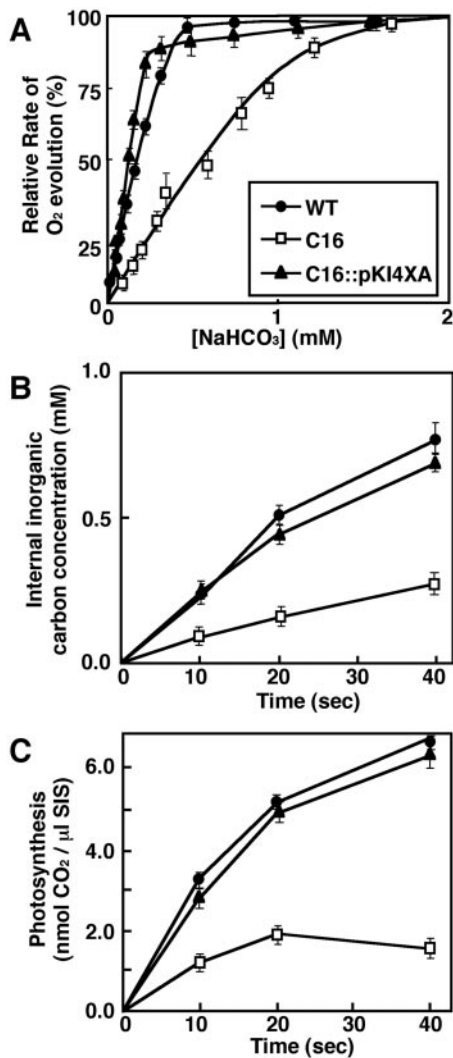 A
Relative Rate of
O₂ evolution (%)
100
75
50
25
0
0
1
2
[NaHCO₃] (mM)
WT
C16
C16::pKI4XA
B
Internal inorganic
carbon concentration (mM)
1.0
0.5
0.0
0
10
20
30
40
Time (sec)
C
Photosynthesis
(nmol CO₂ / μl SIS)
6.0
4.0
2.0
0.0
0
10
20
30
40
Time (sec)